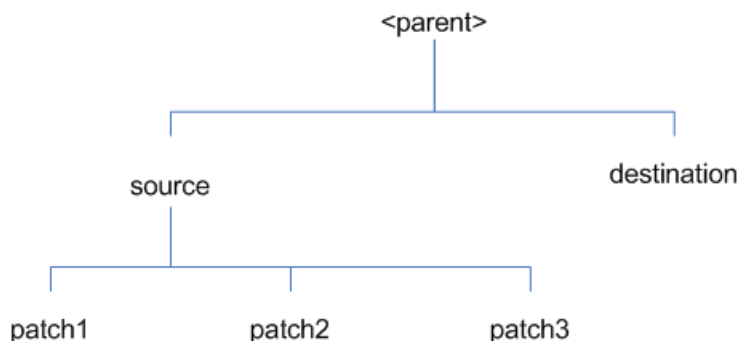 <parent>
source
destination
patch1
patch2
patch3